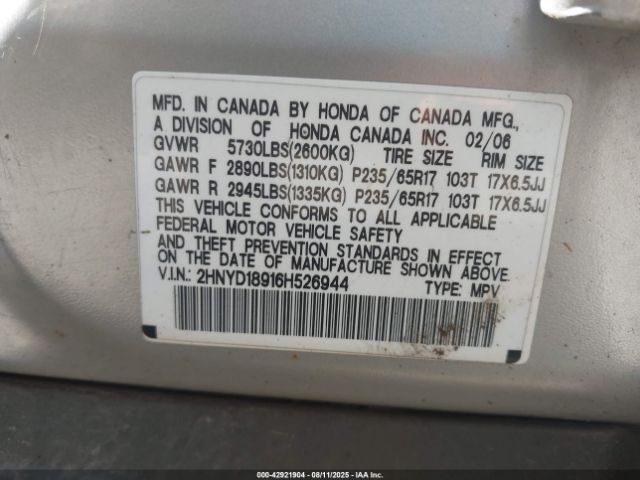 MFD. IN CANADA BY HONDA OF CANADA MFG.,
A DIVISION OF HONDA CANADA INC. 02/06
GVWR 5730LBS(2600KG) TIRE SIZE RIM SIZE
GAWR F 2890LBS(1310KG) P235/65R17 103T 17X6.5JJ
GAWR R 2945LBS(1335KG) P235/65R17 103T 17X6.5JJ
THIS VEHICLE CONFORMS TO ALL APPLICABLE
FEDERAL MOTOR VEHICLE SAFETY
AND THEFT PREVENTION STANDARDS IN EFFECT
ON THE DATE OF MANUFACTURE SHOWN ABOVE.
V.I.N.: 2HNYD18916H526944 TYPE: MPV
000-42921904 - 08/11/2025 - www.iaai.com